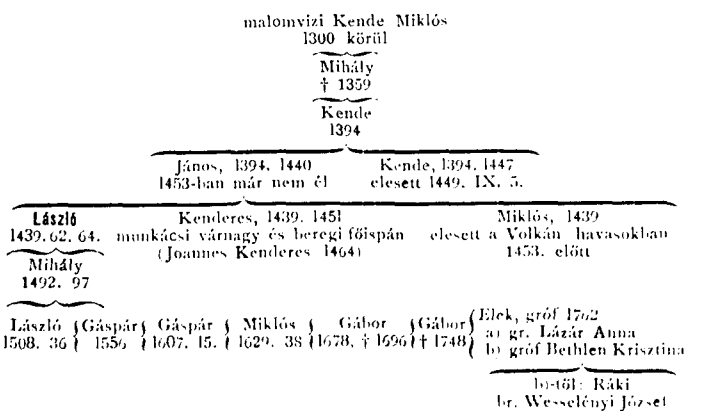 malomvízi Kende Miklós
1300 körül
Mihály
† 1359
Kende
1394
János, 1394. 1440
1453-ban már nem él
Kende, 1394. 1447
elesett 1449. IX. 5.
László
1439. 62. 64.
Kenderes, 1439. 1451
munkácsi várnagy és beregi főispán
(Joannes Kenderes 1464)
Miklós, 1439
elesett a Volkán havasokban
1453. előtt
Mihály
1492. 97
László
1508. 36
Gáspár
1556
Gáspár
1607. 15.
Miklós
1629. 38
Gábor
1678. † 1696
Gábor
† 1748
Elek, gróf 1762
a) gr. Lázár Anna
b) gróf Bethlen Krisztina
b)-től: Ráki
br. Wesselényi József